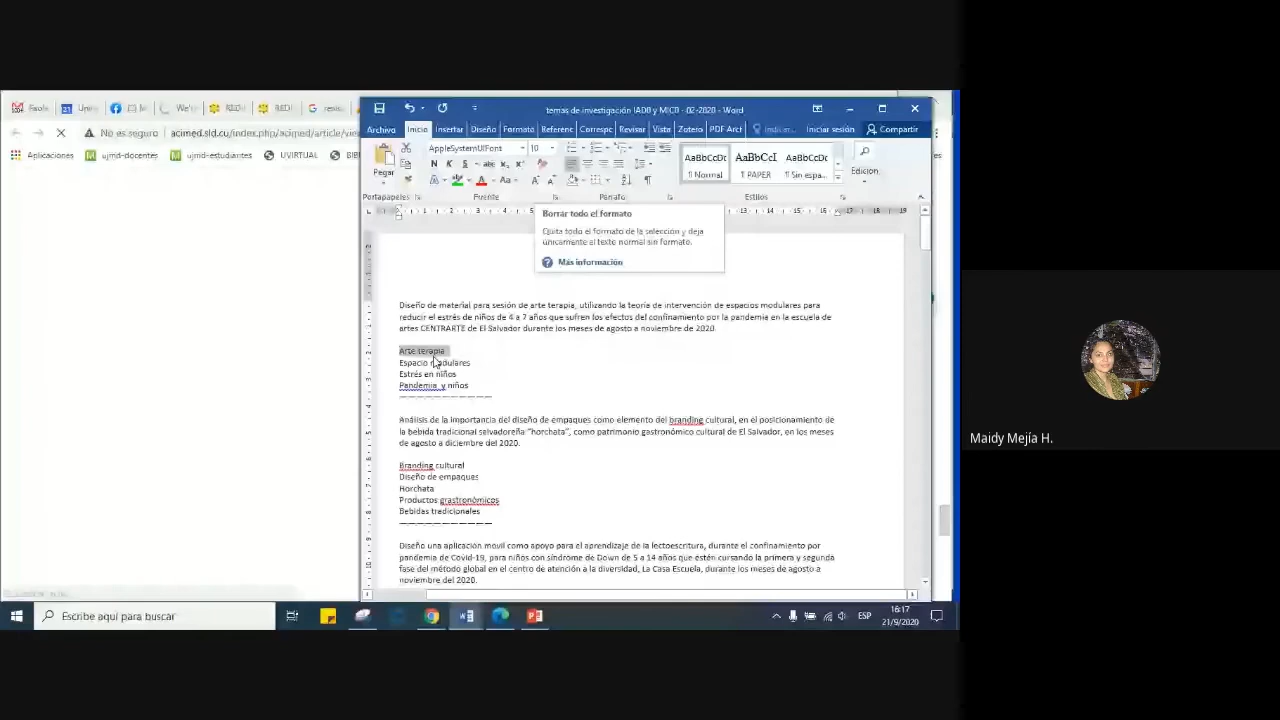 temas de investigación IAD0 y MIC0 - 02-2020 - Word
Archivo Inicio Insertar Diseño Formato Referenc Correspc Revisar Vista Zotero PDF Arct Indicar... Iniciar sesión Compartir
No es seguro acimed.sld.cu/index.php/acimed/article/vie
Aplicaciones ujmd-docentes ujmd-estudiantes UVIRTUAL
AppleSystemUIFont 10
Pegar
Portapapeles Fuente Párrafo Estilos
AaBbCcDc AaBbCcI AaBbCcDc
¶ Normal ¶ PAPER ¶ Sin espa...
Edición
Borrar todo el formato
Quita todo el formato de la selección y deja
únicamente el texto normal sin formato.
Más información
Diseño de material para sesión de arte terapia, utilizando la teoría de intervención de espacios modulares para
reducir el estrés de niños de 4 a 7 años que sufren los efectos del confinamiento por la pandemia en la escuela de
artes CENTRARTE de El Salvador durante los meses de agosto a noviembre de 2020.
Arte terapia
Espacio modulares
Estrés en niños
Pandemia y niños
Análisis de la importancia del diseño de empaques como elemento del branding cultural, en el posicionamiento de
la bebida tradicional salvadoreña "horchata", como patrimonio gastronómico cultural de El Salvador, en los meses
de agosto a diciembre del 2020.
Branding cultural
Diseño de empaques
Horchata
Productos grastronómicos
Bebidas tradicionales
Diseño una aplicación móvil como apoyo para el aprendizaje de la lectoescritura, durante el confinamiento por
pandemia de Covid-19, para niños con síndrome de Down de 5 a 14 años que estén cursando la primera y segunda
fase del método global en el centro de atención a la diversidad, La Casa Escuela, durante los meses de agosto a
noviembre del 2020.
Escribe aquí para buscar
ESP
16:17
21/9/2020
Maidy Mejía H.